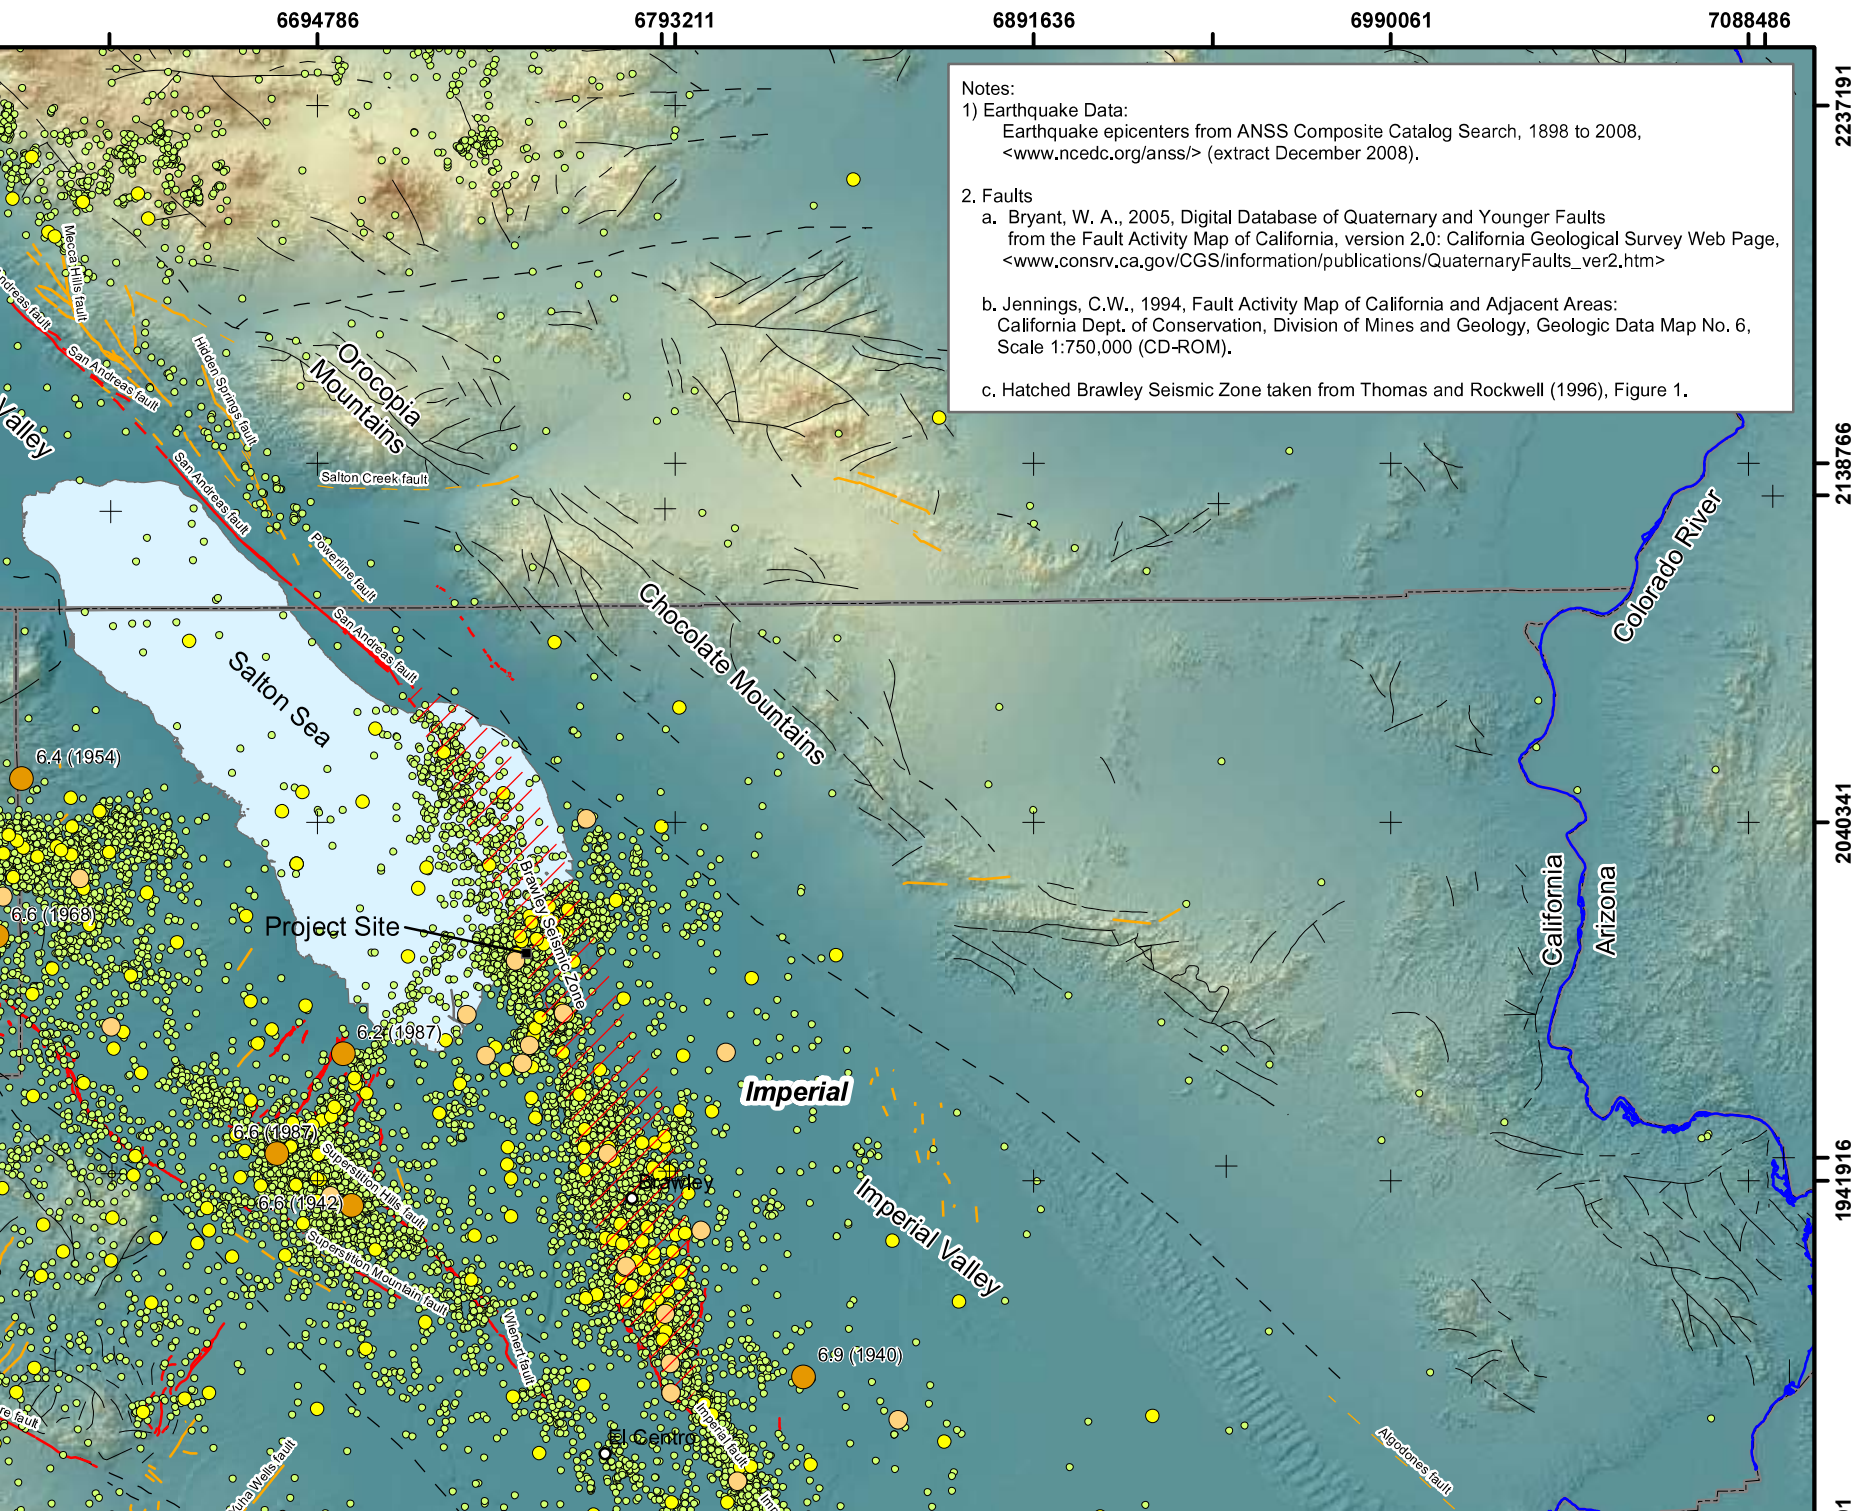 6694786
6793211
6891636
6990061
7088486
2237191
2138766
2040341
1941916
Notes:
1) Earthquake Data:
Earthquake epicenters from ANSS Composite Catalog Search, 1898 to 2008,
<www.ncedc.org/anss/> (extract December 2008).
2. Faults
a. Bryant, W. A., 2005, Digital Database of Quaternary and Younger Faults
from the Fault Activity Map of California, version 2.0: California Geological Survey Web Page,
<www.consrv.ca.gov/CGS/information/publications/QuaternaryFaults_ver2.htm>
b. Jennings, C.W., 1994, Fault Activity Map of California and Adjacent Areas:
California Dept. of Conservation, Division of Mines and Geology, Geologic Data Map No. 6,
Scale 1:750,000 (CD-ROM).
c. Hatched Brawley Seismic Zone taken from Thomas and Rockwell (1996), Figure 1.
Mecca Hills fault
Andreas fault
San Andreas fault
Hidden Springs fault
Orocopia
Mountains
Valley
San Andreas fault
Salton Creek fault
Powerline fault
San Andreas fault
Colorado River
Chocolate Mountains
Salton Sea
6.4 (1954)
6.6 (1968)
Project Site
Brawley Seismic Zone
California
Arizona
6.2 (1987)
Imperial
6.6 (1987)
Superstition Hills fault
6.6 (1942)
Brawley
Imperial Valley
Superstition Mountain fault
Wienert fault
6.9 (1940)
Imperial fault
El Centro
Algodones fault
re fault
Yuha Wells fault